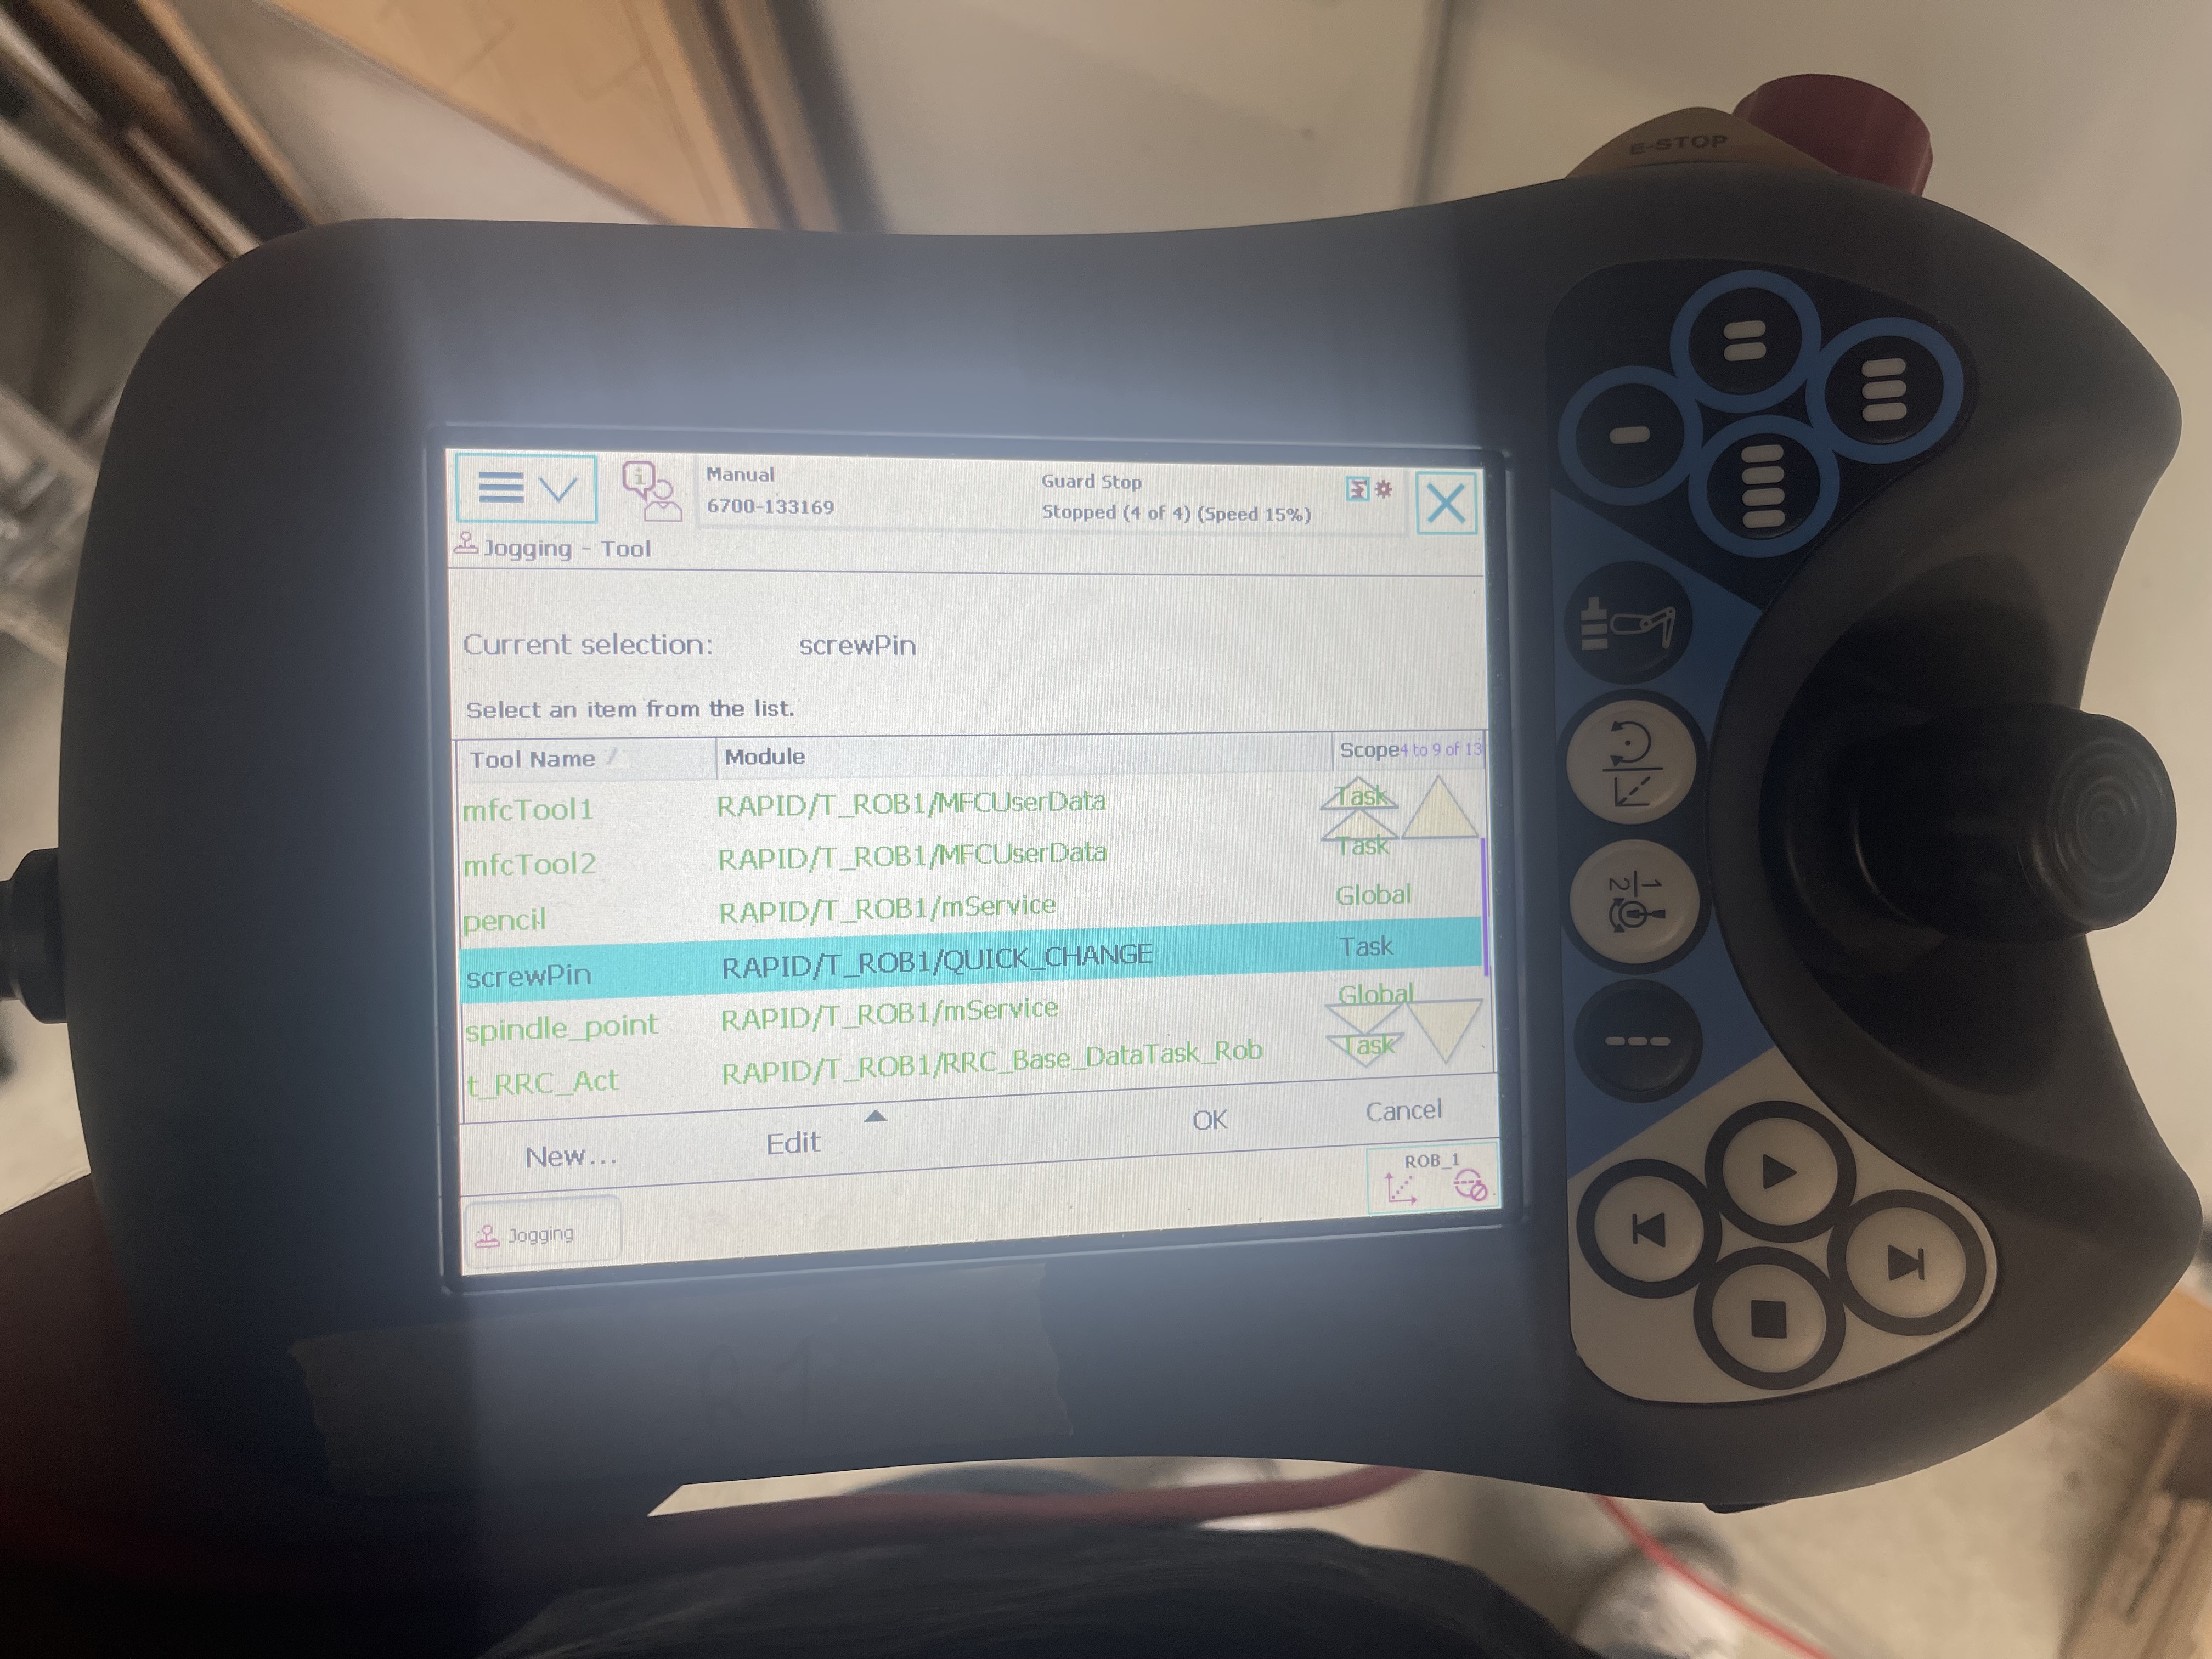 Manual
6700-133169
Guard Stop
Stopped (4 of 4) (Speed 15%)
Jogging - Tool
Current selection: screwPin
Select an item from the list.
Tool Name / Module Scope 4 to 9 of 13
mfcTool1 RAPID/T_ROB1/MFCUserData Task
mfcTool2 RAPID/T_ROB1/MFCUserData Task
pencil RAPID/T_ROB1/mService Global
screwPin RAPID/T_ROB1/QUICK_CHANGE Task
spindle_point RAPID/T_ROB1/mService Global
t_RRC_Act RAPID/T_ROB1/RRC_Base_DataTask_Rob Task
New... Edit OK Cancel
Jogging
ROB_1
E-STOP